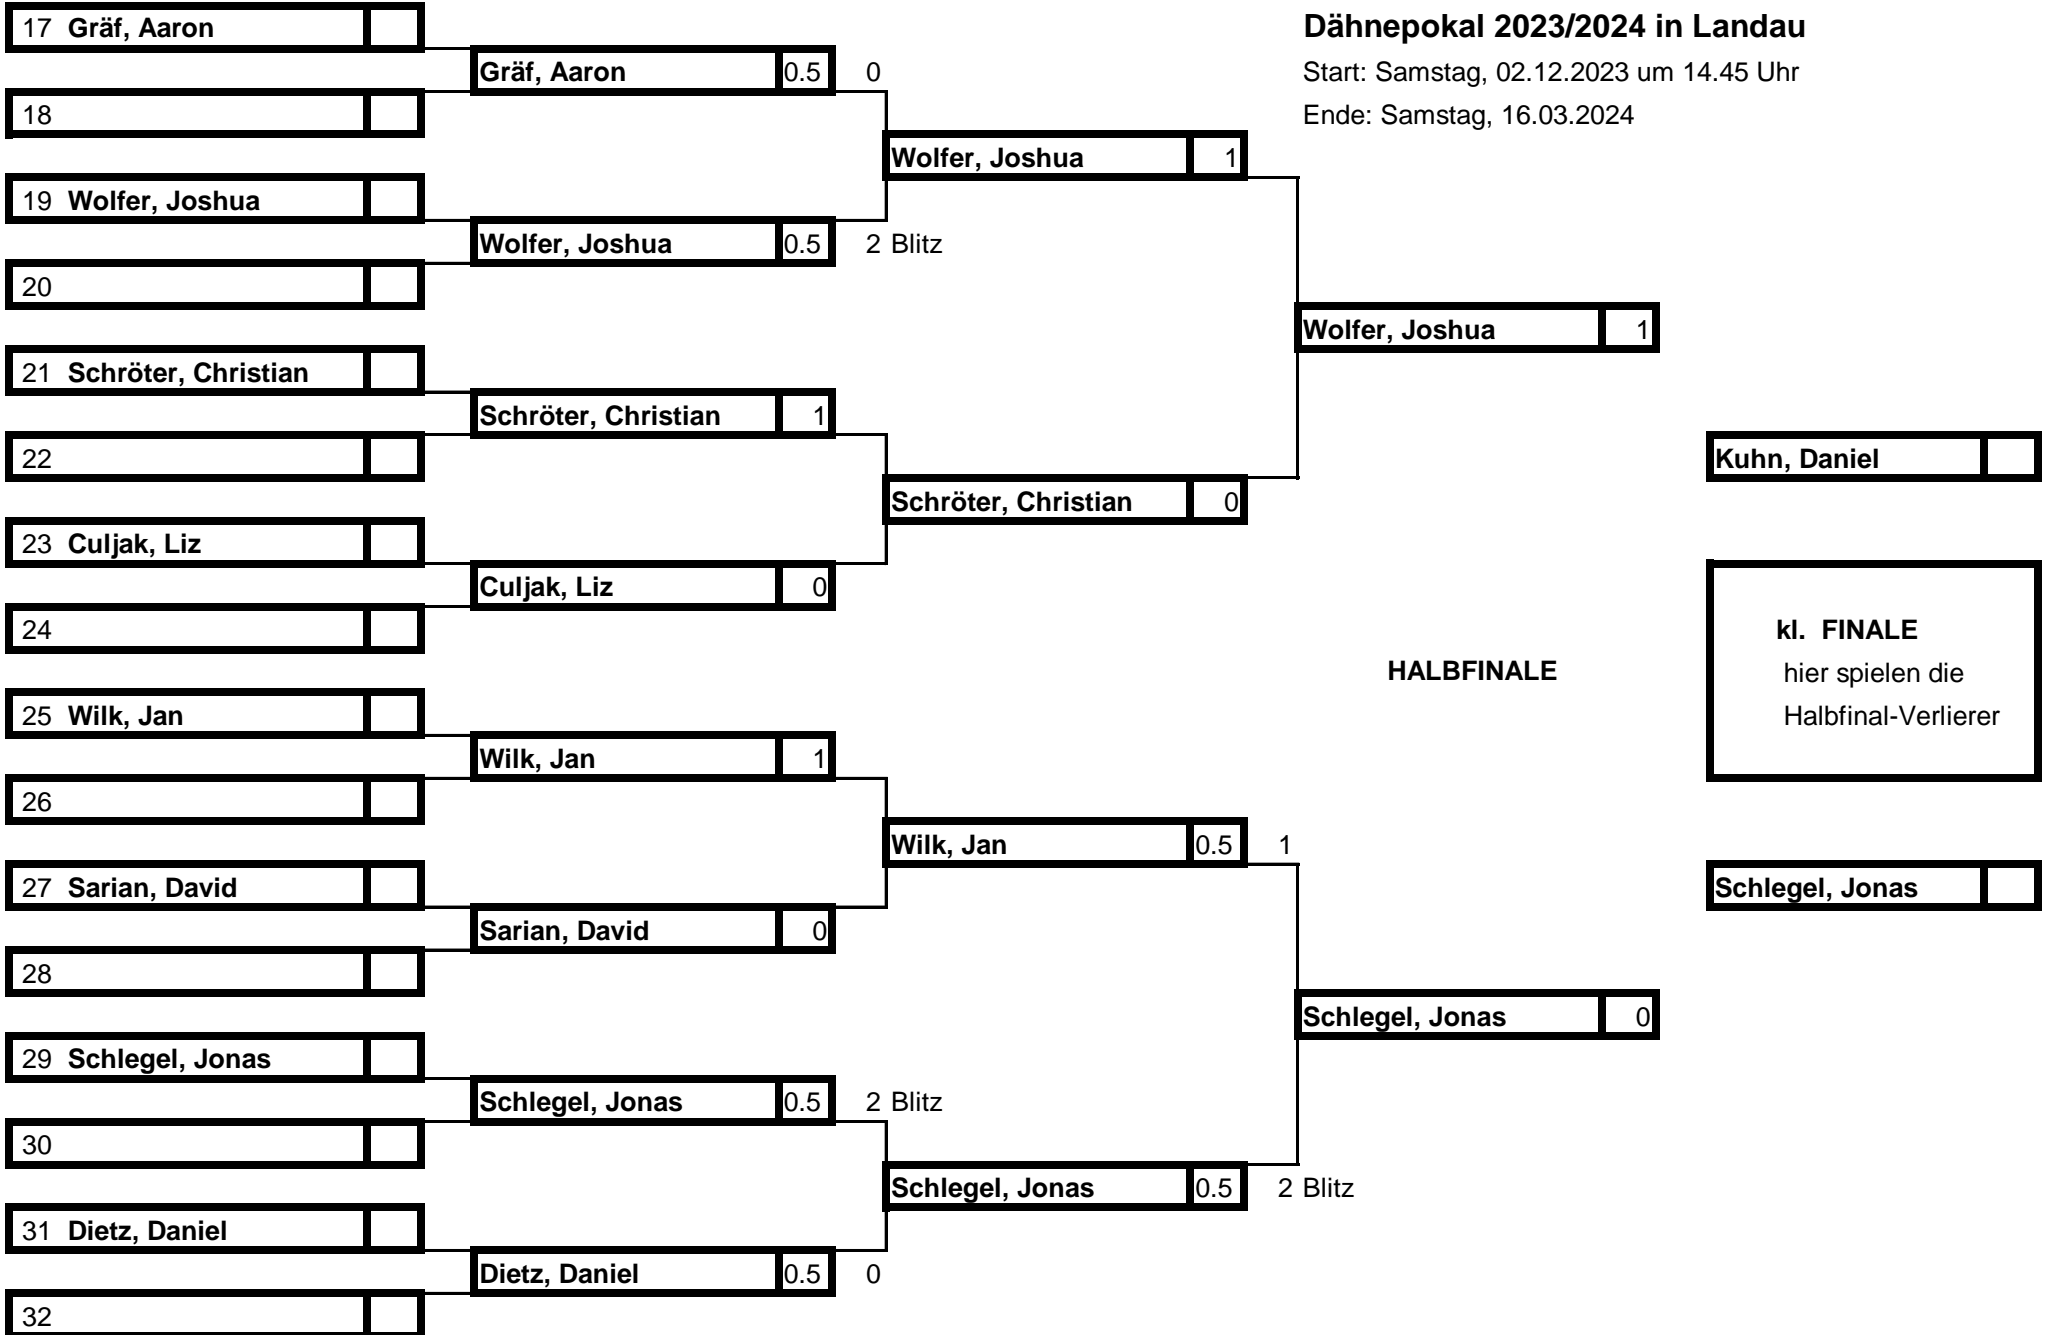 17 Gräf, Aaron
Dähnepokal 2023/2024 in Landau
Gräf, Aaron 0.5 0
Start: Samstag, 02.12.2023 um 14.45 Uhr
18
Ende: Samstag, 16.03.2024
Wolfer, Joshua 1
19 Wolfer, Joshua
Wolfer, Joshua 0.5 2 Blitz
20
Wolfer, Joshua 1
21 Schröter, Christian
Schröter, Christian 1
22
Kuhn, Daniel
Schröter, Christian 0
23 Culjak, Liz
Culjak, Liz 0
24
kl. FINALE
HALBFINALE
hier spielen die
25 Wilk, Jan
Halbfinal-Verlierer
Wilk, Jan 1
26
Wilk, Jan 0.5 1
27 Sarian, David
Schlegel, Jonas
Sarian, David 0
28
Schlegel, Jonas 0
29 Schlegel, Jonas
Schlegel, Jonas 0.5 2 Blitz
30
Schlegel, Jonas 0.5 2 Blitz
31 Dietz, Daniel
Dietz, Daniel 0.5 0
32